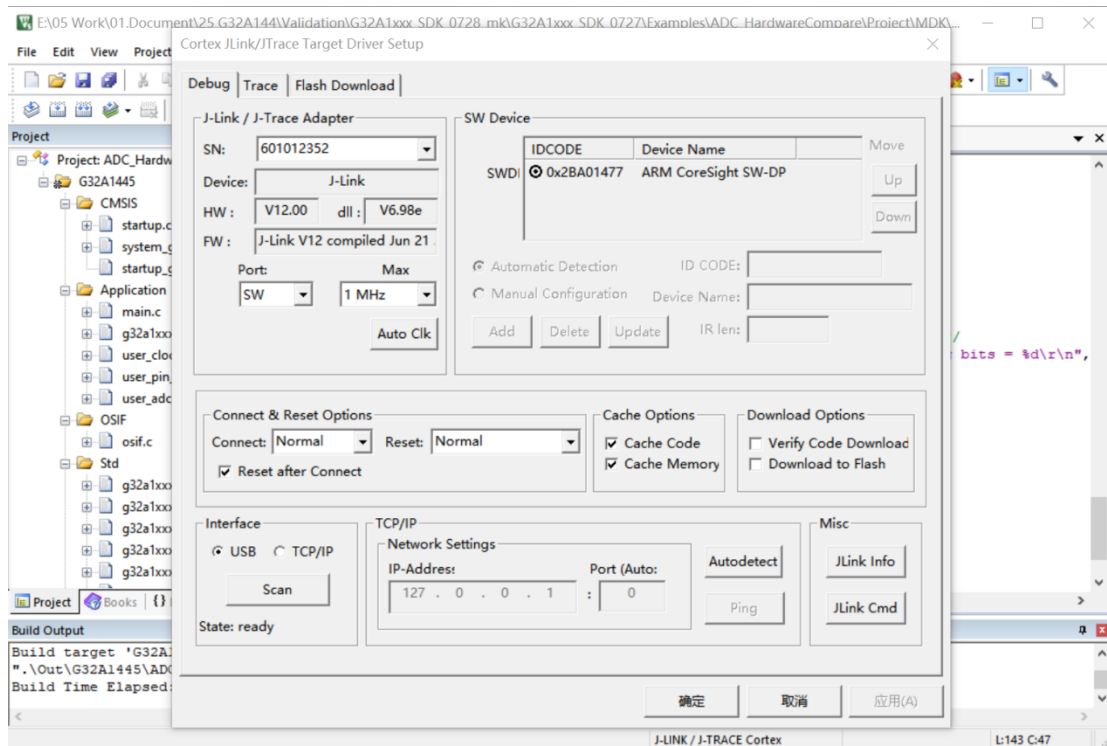 E:\05 Work\01.Document\25 G32A144\Validation\G32A1xxx_SDK_0728_mk\G32A1xxx_SDK_0727\Examples\ADC_HardwareCompare\Project\MDK\...
File Edit View Project
Cortex JLink/JTrace Target Driver Setup
Debug Trace Flash Download
Project
Project: ADC_Hardw
G32A1445
CMSIS
startup.c
system_g
startup_g
Application
main.c
g32a1xxx
user_cloc
user_pin_
user_adc
OSIF
osif.c
Std
g32a1xxx
g32a1xxx
g32a1xxx
g32a1xxx
g32a1xxx
Project Books {}
J-Link / J-Trace Adapter
SN: 601012352
Device: J-Link
HW : V12.00 dll : V6.98e
FW : J-Link V12 compiled Jun 21
Port: Max
SW 1 MHz
Auto Clk
SW Device
IDCODE Device Name Move
SWDI 0x2BA01477 ARM CoreSight SW-DP
Up
Down
Automatic Detection ID CODE:
Manual Configuration Device Name:
Add Delete Update IR len:
/
bits = %d\r\n",
Connect & Reset Options
Connect: Normal Reset: Normal
Reset after Connect
Cache Options
Cache Code
Cache Memory
Download Options
Verify Code Download
Download to Flash
Interface
USB TCP/IP
Scan
State: ready
TCP/IP
Network Settings
IP-Address: Port (Auto:
127 . 0 . 0 . 1 : 0
Autodetect
Ping
Misc
JLink Info
JLink Cmd
Build Output
Build target 'G32A1
".\Out\G32A1445\ADC
Build Time Elapsed:
确定 取消 应用(A)
J-LINK / J-TRACE Cortex L:143 C:47